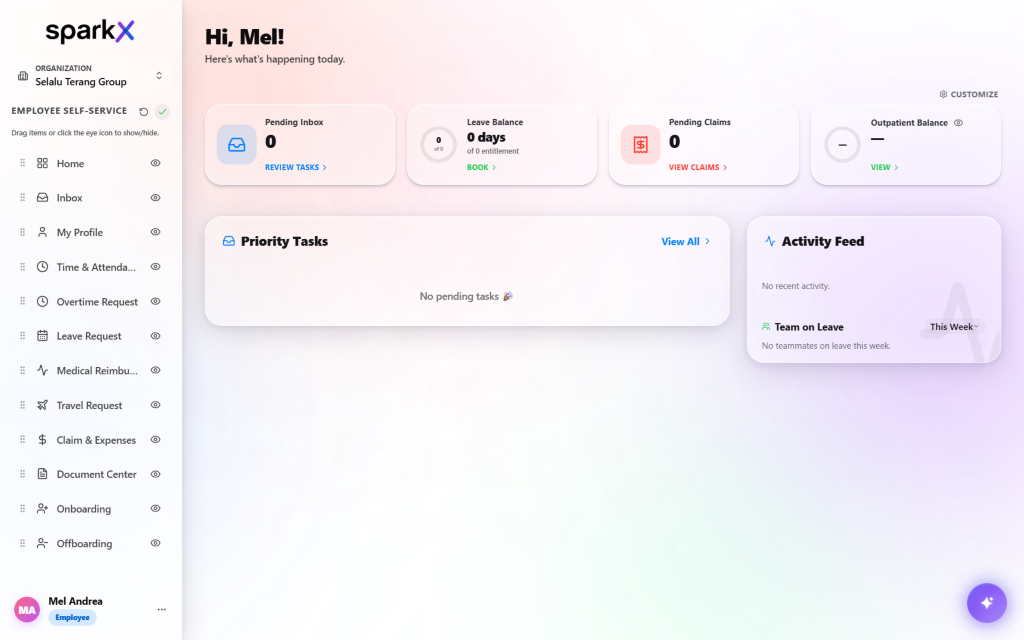 sparkX
ORGANIZATION
Selalu Terang Group
EMPLOYEE SELF-SERVICE
Drag items or click the eye icon to show/hide.
Home
Inbox
My Profile
Time & Attenda...
Overtime Request
Leave Request
Medical Reimbu...
Travel Request
Claim & Expenses
Document Center
Onboarding
Offboarding
MA
Mel Andrea
Employee
Hi, Mel!
Here's what's happening today.
CUSTOMIZE
Pending Inbox
0
REVIEW TASKS
0
of 0
Leave Balance
0 days
of 0 entitlement
BOOK
Pending Claims
0
VIEW CLAIMS
—
Outpatient Balance
—
VIEW
Priority Tasks
View All
No pending tasks 🎉
Activity Feed
No recent activity.
Team on Leave
This Week
No teammates on leave this week.